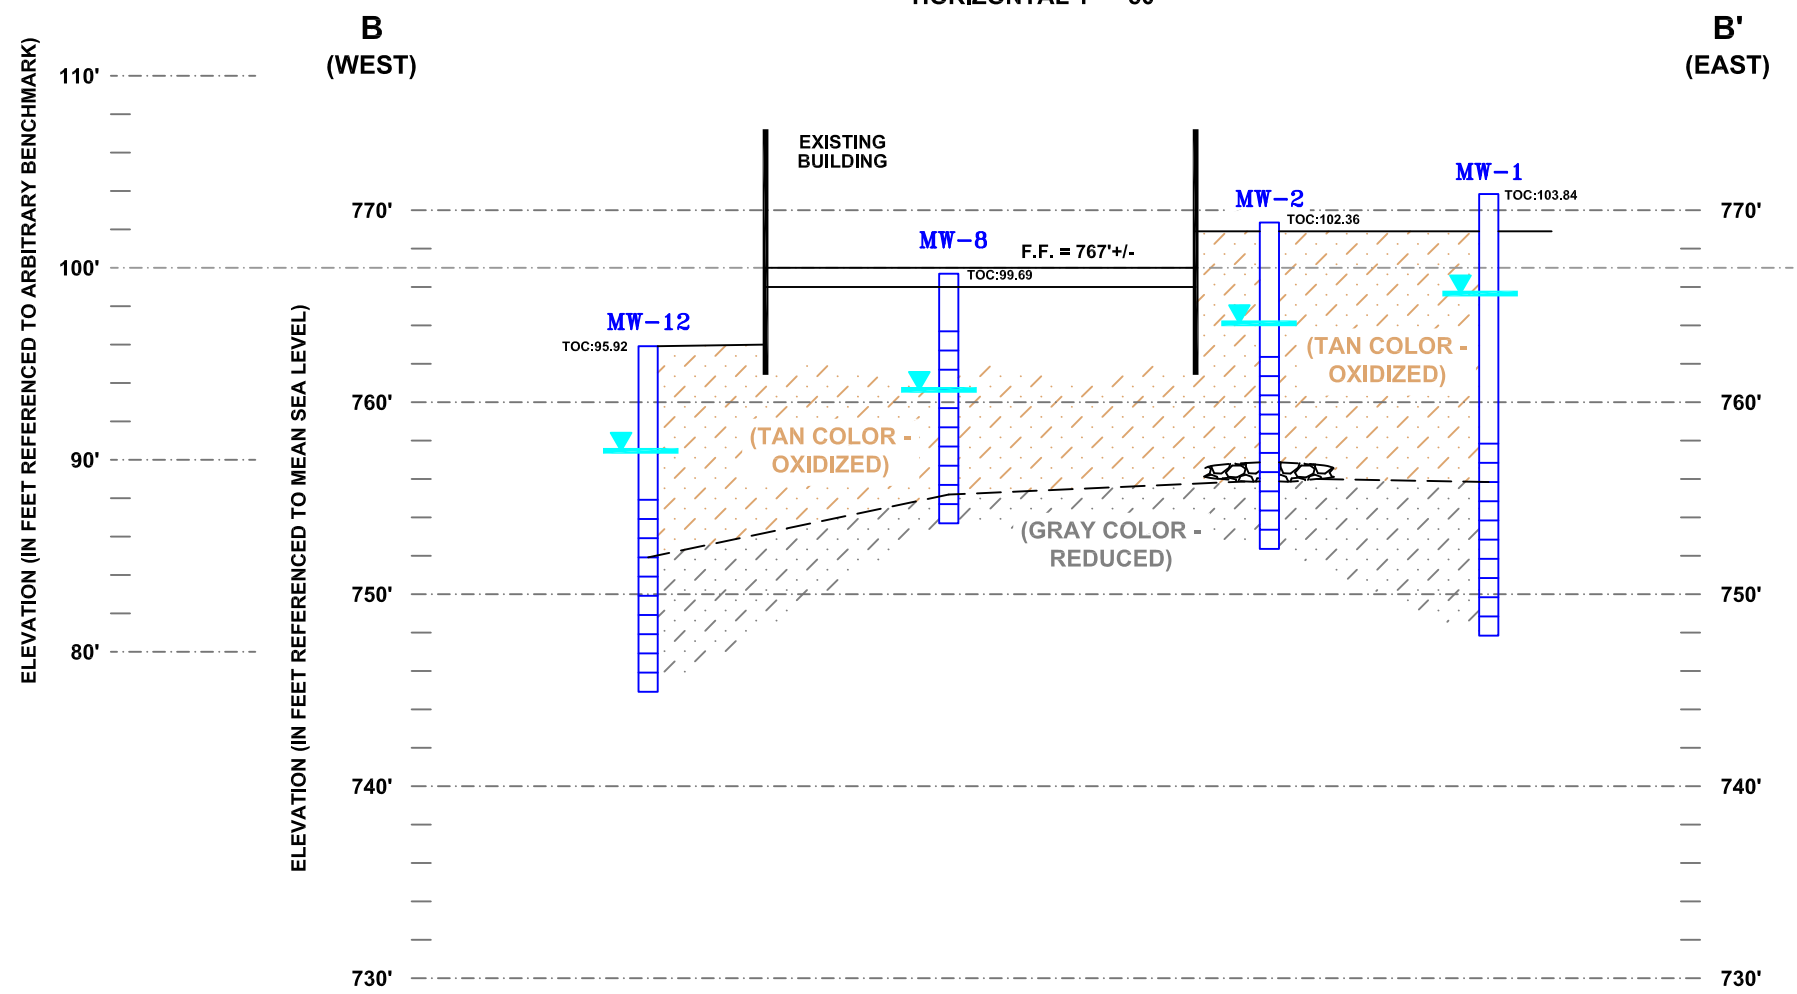 B
(WEST)
B'
(EAST)
ELEVATION (IN FEET REFERENCED TO ARBITRARY BENCHMARK)
110'
100'
90'
80'
ELEVATION (IN FEET REFERENCED TO MEAN SEA LEVEL)
770'
760'
750'
740'
730'
EXISTING
BUILDING
MW-12
TOC:95.92
MW-8
TOC:99.69
F.F. = 767'+/-
MW-2
TOC:102.36
MW-1
TOC:103.84
(TAN COLOR -
OXIDIZED)
(TAN COLOR -
OXIDIZED)
(GRAY COLOR -
REDUCED)
770'
760'
750'
740'
730'